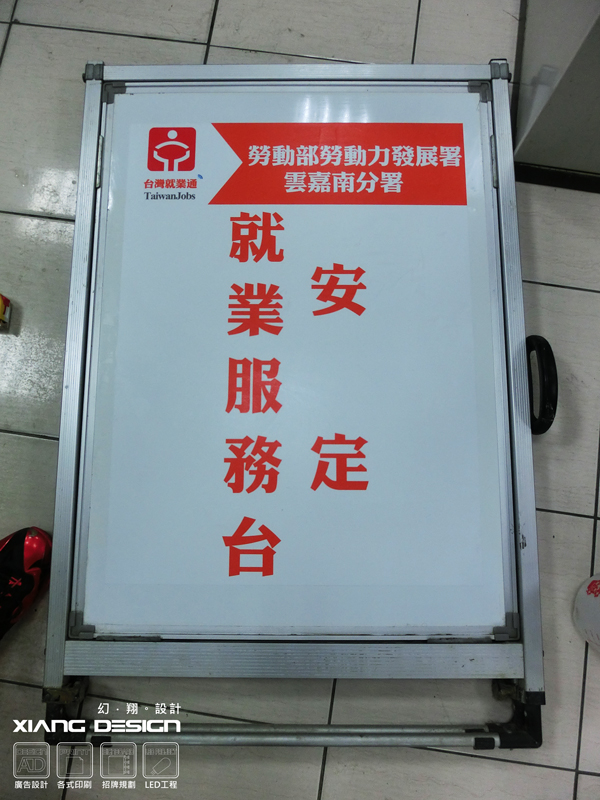 台灣就業通
TaiwanJobs
勞動部勞動力發展署
雲嘉南分署
安定
就業服務台
幻.翔。設計
XIANG DESIGN
AD
廣告設計
各式印刷
招牌規劃
LED工程